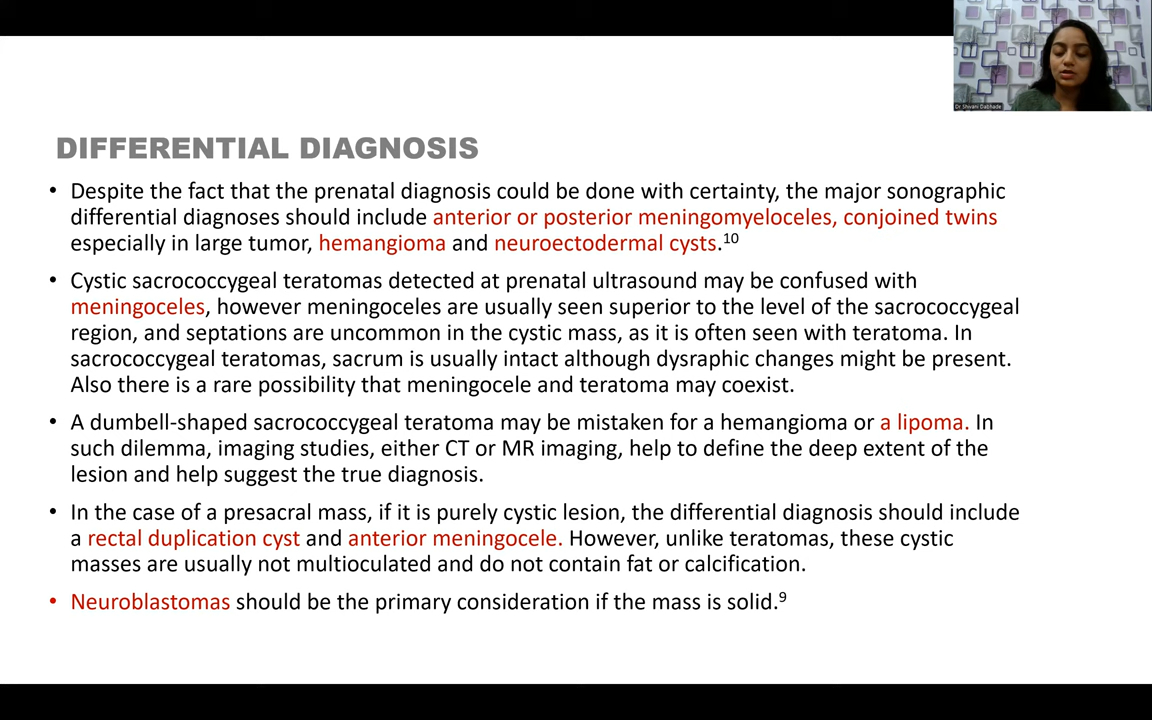 Dr Shivani Dabhade
DIFFERENTIAL DIAGNOSIS
• Despite the fact that the prenatal diagnosis could be done with certainty, the major sonographic
differential diagnoses should include anterior or posterior meningomyeloceles, conjoined twins
especially in large tumor, hemangioma and neuroectodermal cysts.¹⁰
• Cystic sacrococcygeal teratomas detected at prenatal ultrasound may be confused with
meningoceles, however meningoceles are usually seen superior to the level of the sacrococcygeal
region, and septations are uncommon in the cystic mass, as it is often seen with teratoma. In
sacrococcygeal teratomas, sacrum is usually intact although dysraphic changes might be present.
Also there is a rare possibility that meningocele and teratoma may coexist.
• A dumbell-shaped sacrococcygeal teratoma may be mistaken for a hemangioma or a lipoma. In
such dilemma, imaging studies, either CT or MR imaging, help to define the deep extent of the
lesion and help suggest the true diagnosis.
• In the case of a presacral mass, if it is purely cystic lesion, the differential diagnosis should include
a rectal duplication cyst and anterior meningocele. However, unlike teratomas, these cystic
masses are usually not multioculated and do not contain fat or calcification.
• Neuroblastomas should be the primary consideration if the mass is solid.⁹